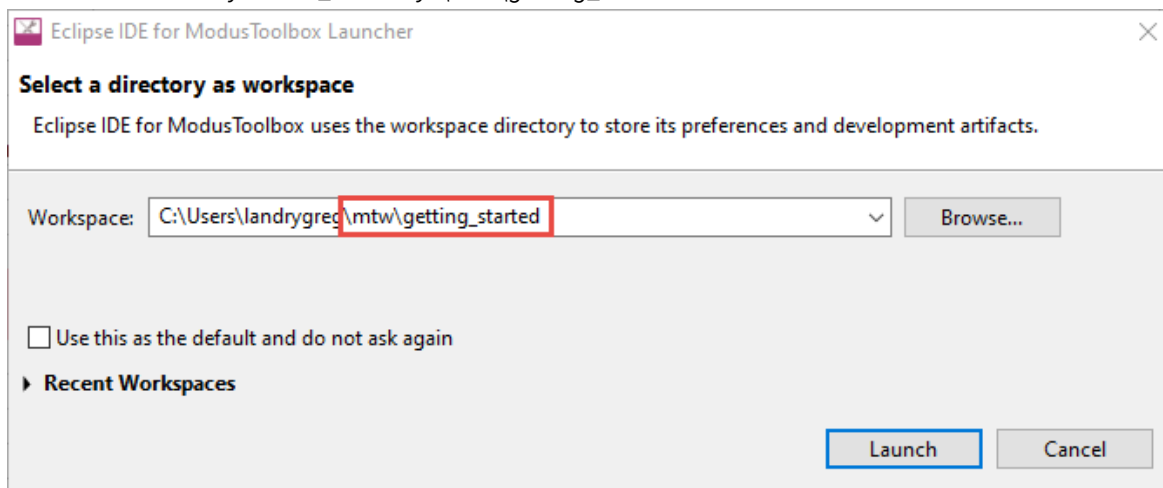 Eclipse IDE for ModusToolbox Launcher
Select a directory as workspace
Eclipse IDE for ModusToolbox uses the workspace directory to store its preferences and development artifacts.
Workspace: C:\Users\landrygreg\mtw\getting_started Browse...
Use this as the default and do not ask again
Recent Workspaces
Launch Cancel